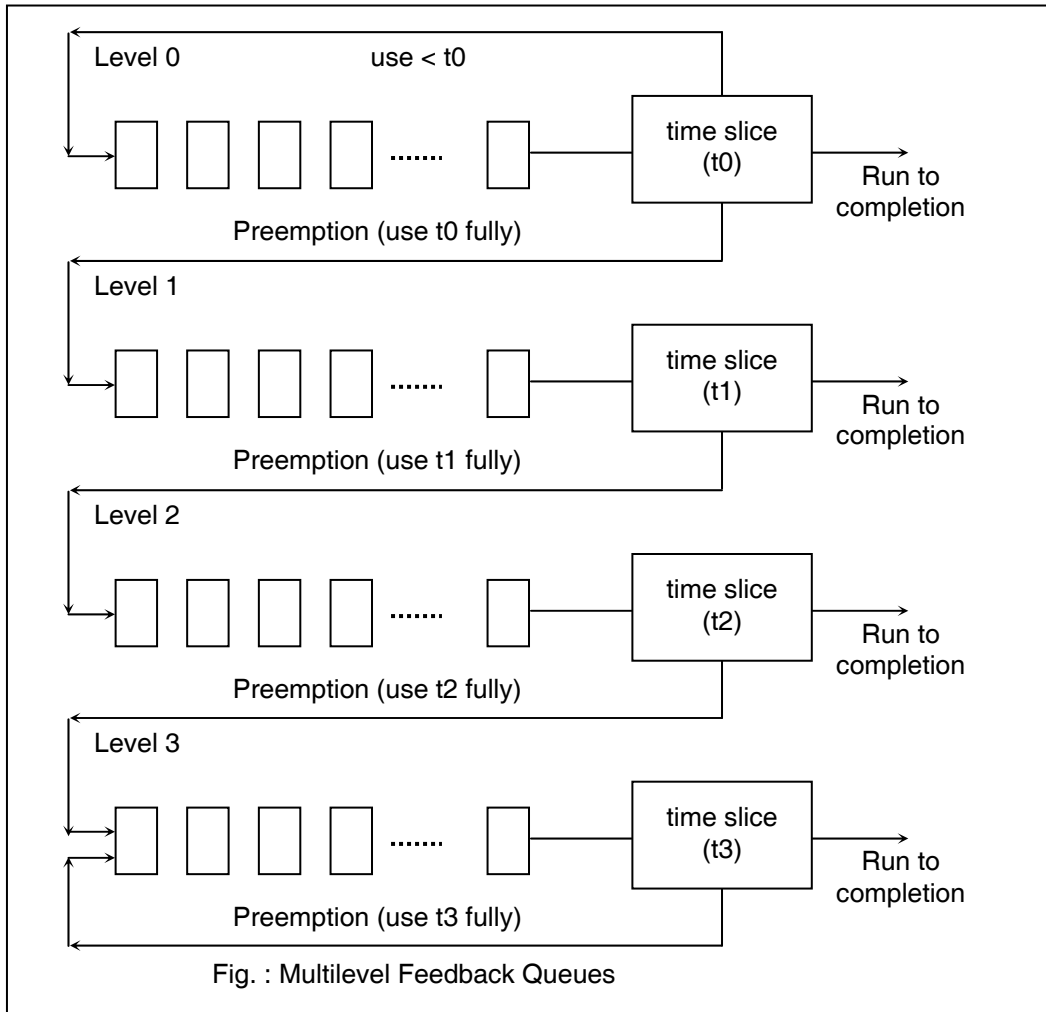 Level 0
use < t0
time slice
(t0)
Run to
completion
Preemption (use t0 fully)
Level 1
time slice
(t1)
Run to
completion
Preemption (use t1 fully)
Level 2
time slice
(t2)
Run to
completion
Preemption (use t2 fully)
Level 3
time slice
(t3)
Run to
completion
Preemption (use t3 fully)
Fig. : Multilevel Feedback Queues